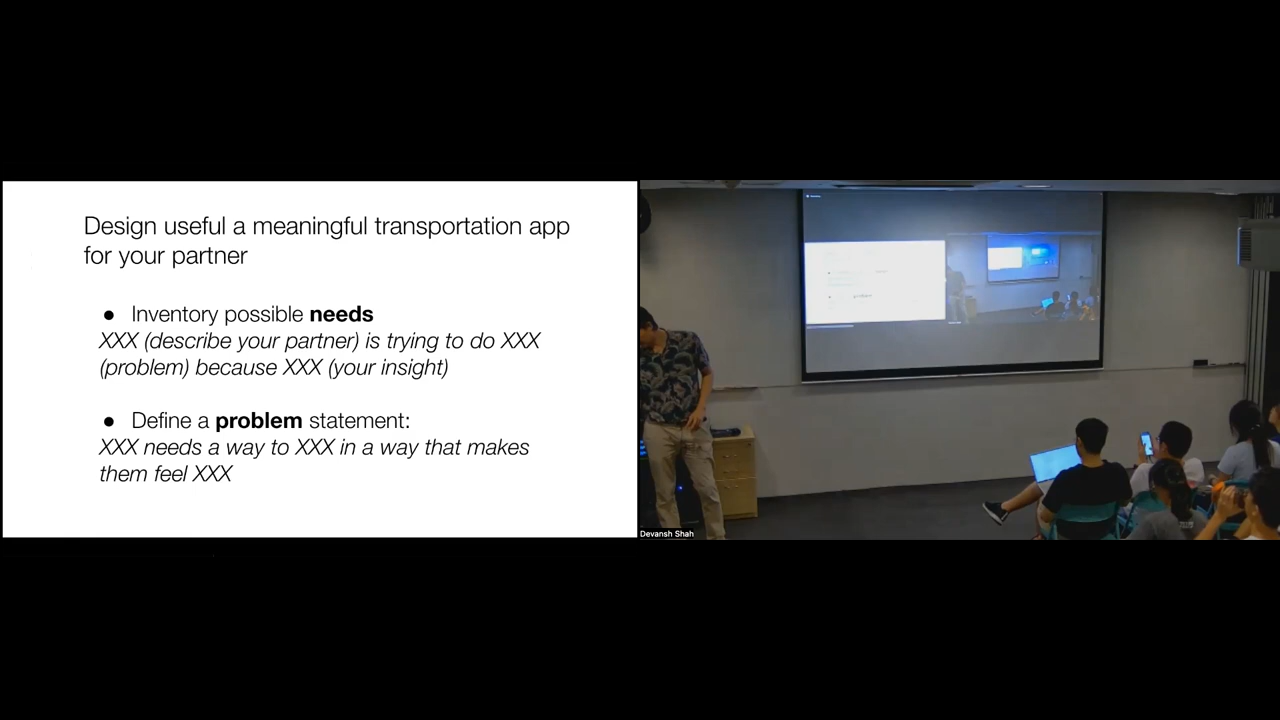 Design useful a meaningful transportation app
for your partner
● Inventory possible needs
XXX (describe your partner) is trying to do XXX
(problem) because XXX (your insight)
● Define a problem statement:
XXX needs a way to XXX in a way that makes
them feel XXX
Devansh Shah